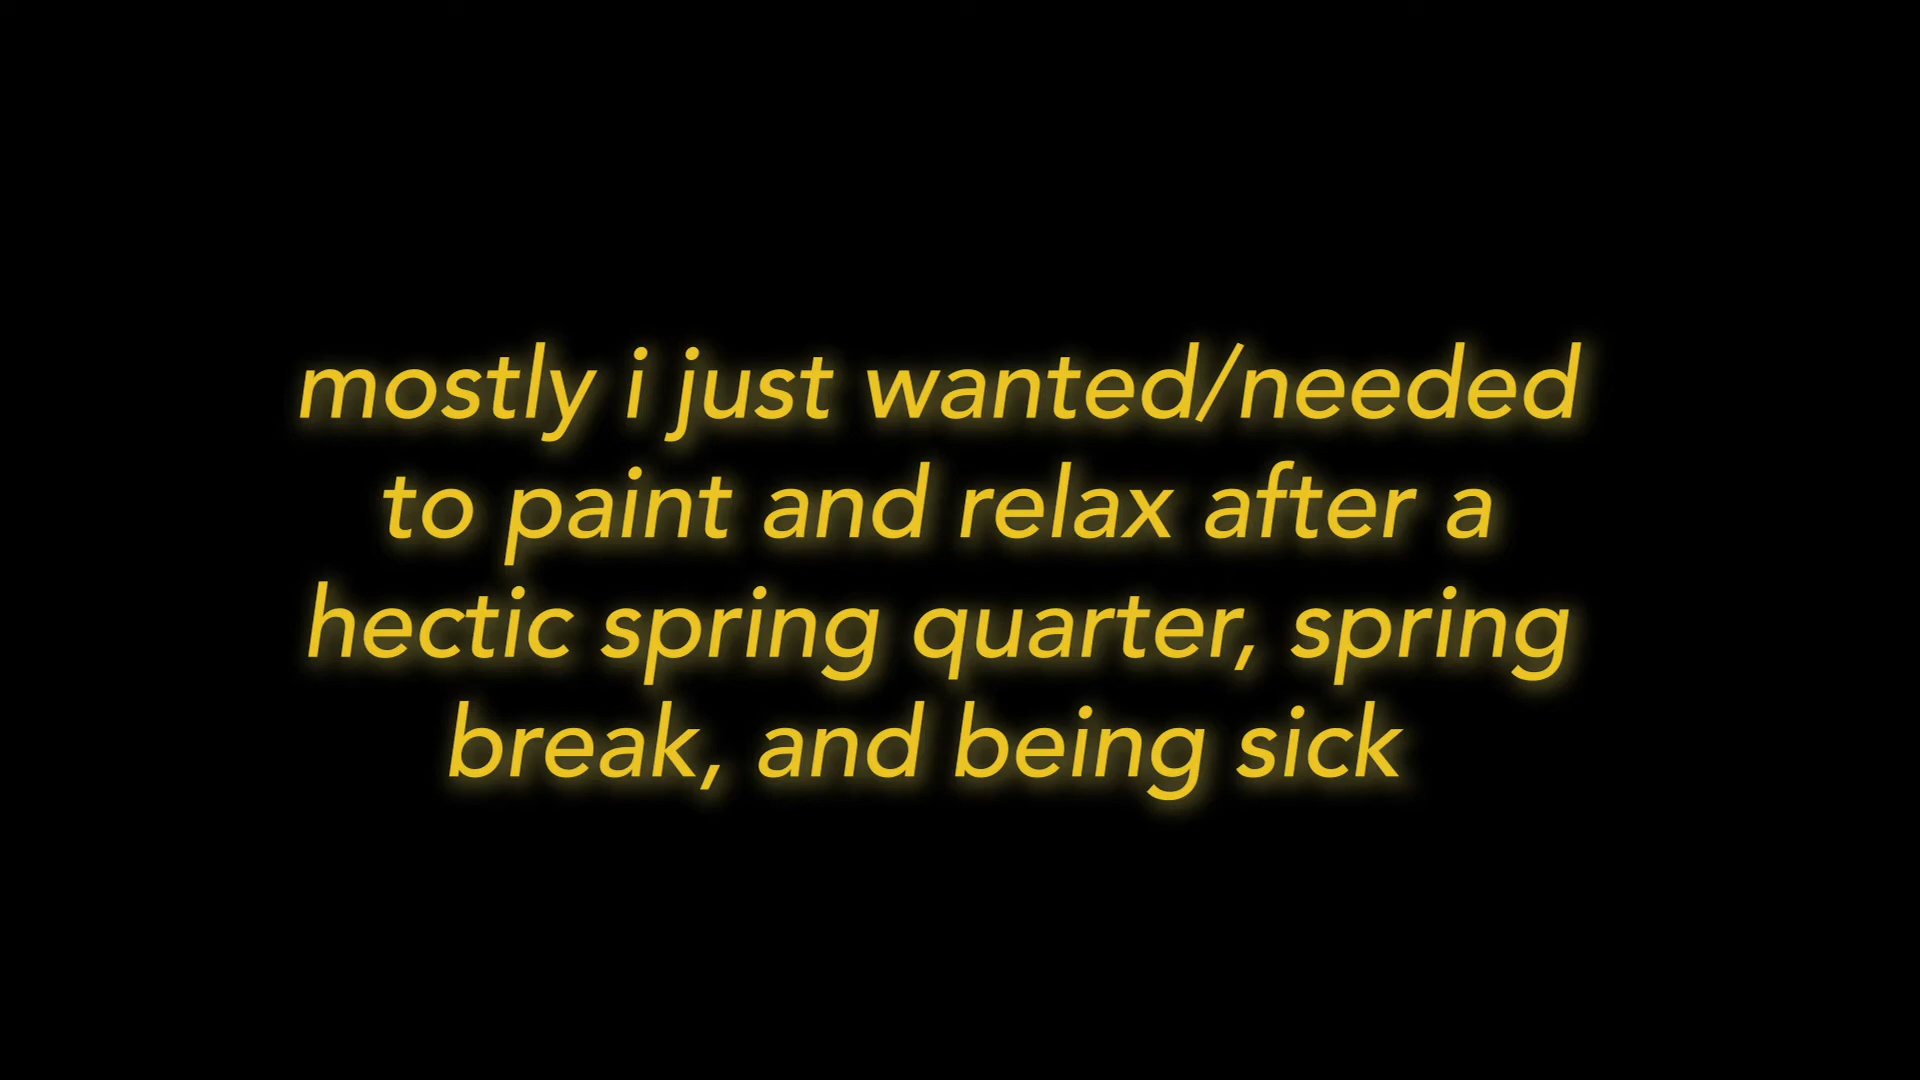 mostly i just wanted/needed
to paint and relax after a
hectic spring quarter, spring
break, and being sick